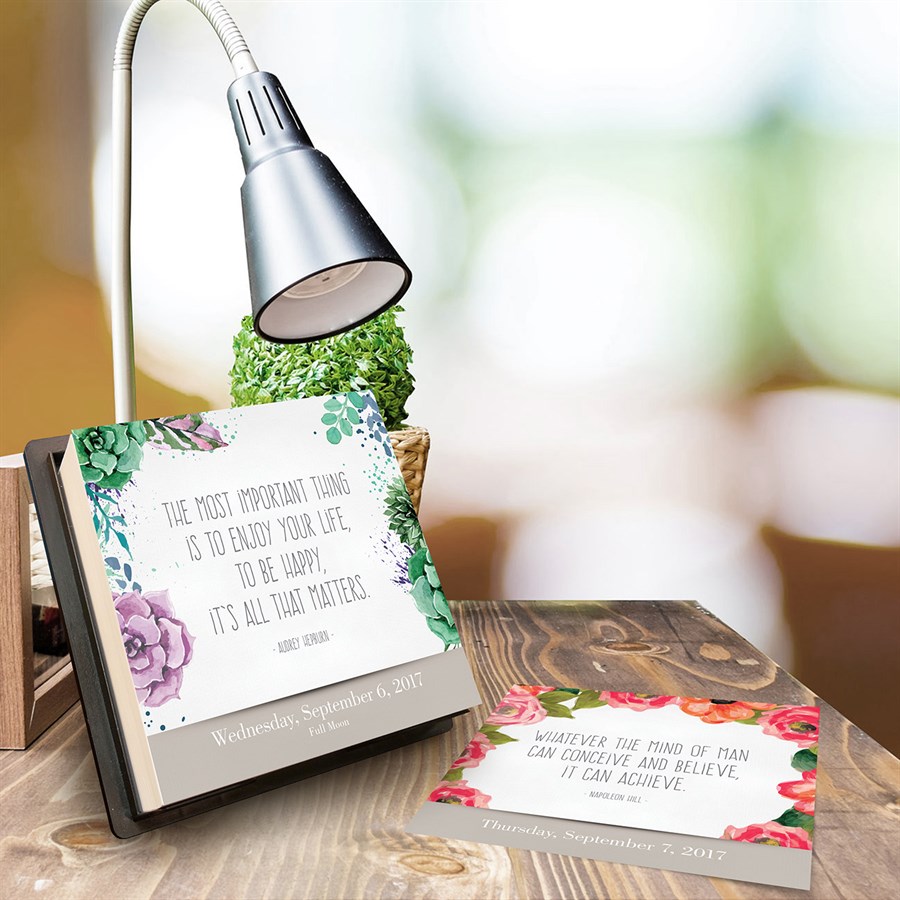 THE MOST IMPORTANT THING
IS TO ENJOY YOUR LIFE,
TO BE HAPPY,
IT'S ALL THAT MATTERS.
- AUDREY HEPBURN -
Wednesday, September 6, 2017
Full Moon
WHATEVER THE MIND OF MAN
CAN CONCEIVE AND BELIEVE,
IT CAN ACHIEVE.
- NAPOLEON HILL -
Thursday, September 7, 2017